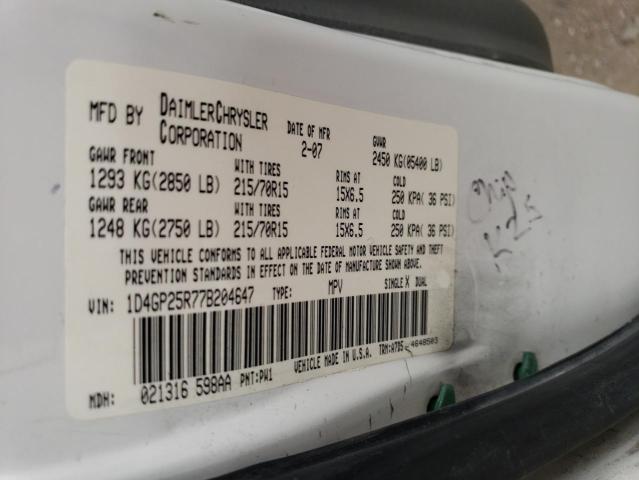 MFD BY DAIMLERCHRYSLER CORPORATION DATE OF MFR 2-07 GVWR 2450 KG(05400 LB)
GAWR FRONT WITH TIRES RIMS AT COLD
1293 KG(2850 LB) 215/70R15 15X6.5 250 KPA( 36 PSI)
GAWR REAR WITH TIRES RIMS AT COLD
1248 KG(2750 LB) 215/70R15 15X6.5 250 KPA( 36 PSI)
THIS VEHICLE CONFORMS TO ALL APPLICABLE FEDERAL MOTOR VEHICLE SAFETY AND THEFT
PREVENTION STANDARDS IN EFFECT ON THE DATE OF MANUFACTURE SHOWN ABOVE.
VIN: 1D4GP25R77B204647 TYPE: MPV SINGLE X DUAL
VEHICLE MADE IN U.S.A. TRM:A7D5 4648503
MDH: 021316 598AA PNT:PW1